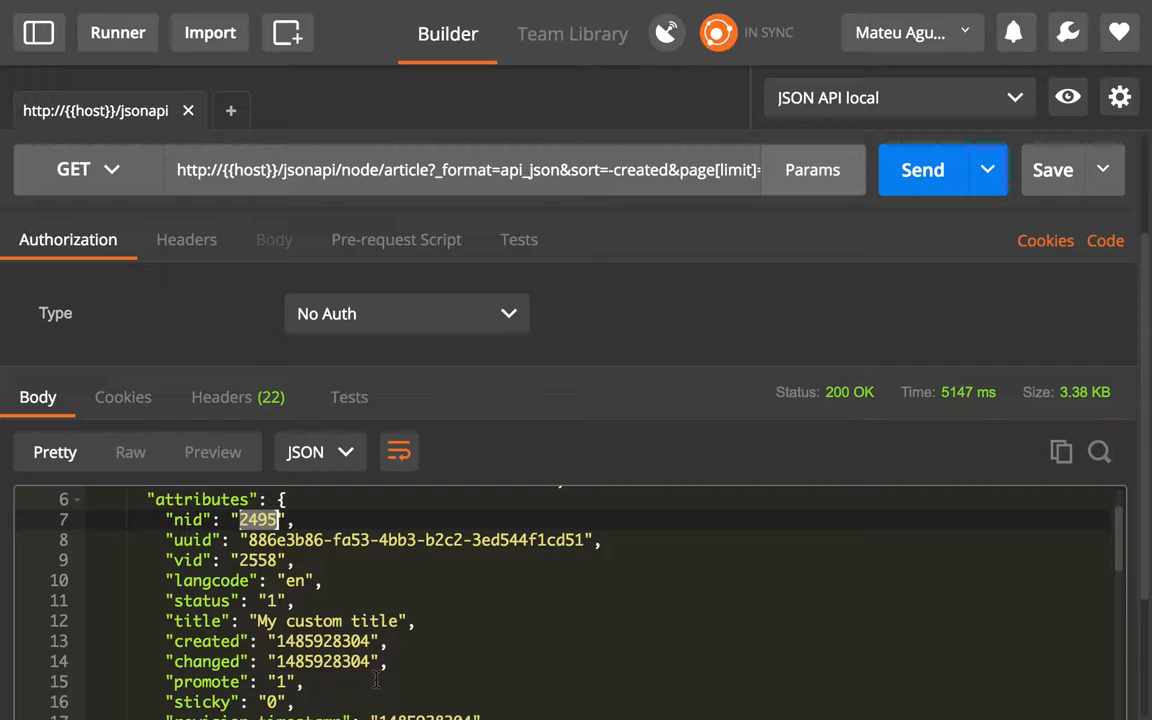 Runner Import Builder Team Library IN SYNC Mateu Agu...
http://{{host}}/jsonapi JSON API local
GET http://{{host}}/jsonapi/node/article?_format=api_json&sort=-created&page[limit]= Params Send Save
Authorization Headers Body Pre-request Script Tests Cookies Code
Type No Auth
Body Cookies Headers (22) Tests Status: 200 OK Time: 5147 ms Size: 3.38 KB
Pretty Raw Preview JSON
6 "attributes": {
7 "nid": "2495",
8 "uuid": "886e3b86-fa53-4bb3-b2c2-3ed544f1cd51",
9 "vid": "2558",
10 "langcode": "en",
11 "status": "1",
12 "title": "My custom title",
13 "created": "1485928304",
14 "changed": "1485928304",
15 "promote": "1",
16 "sticky": "0",
17 "revision_timestamp": "1485928304"